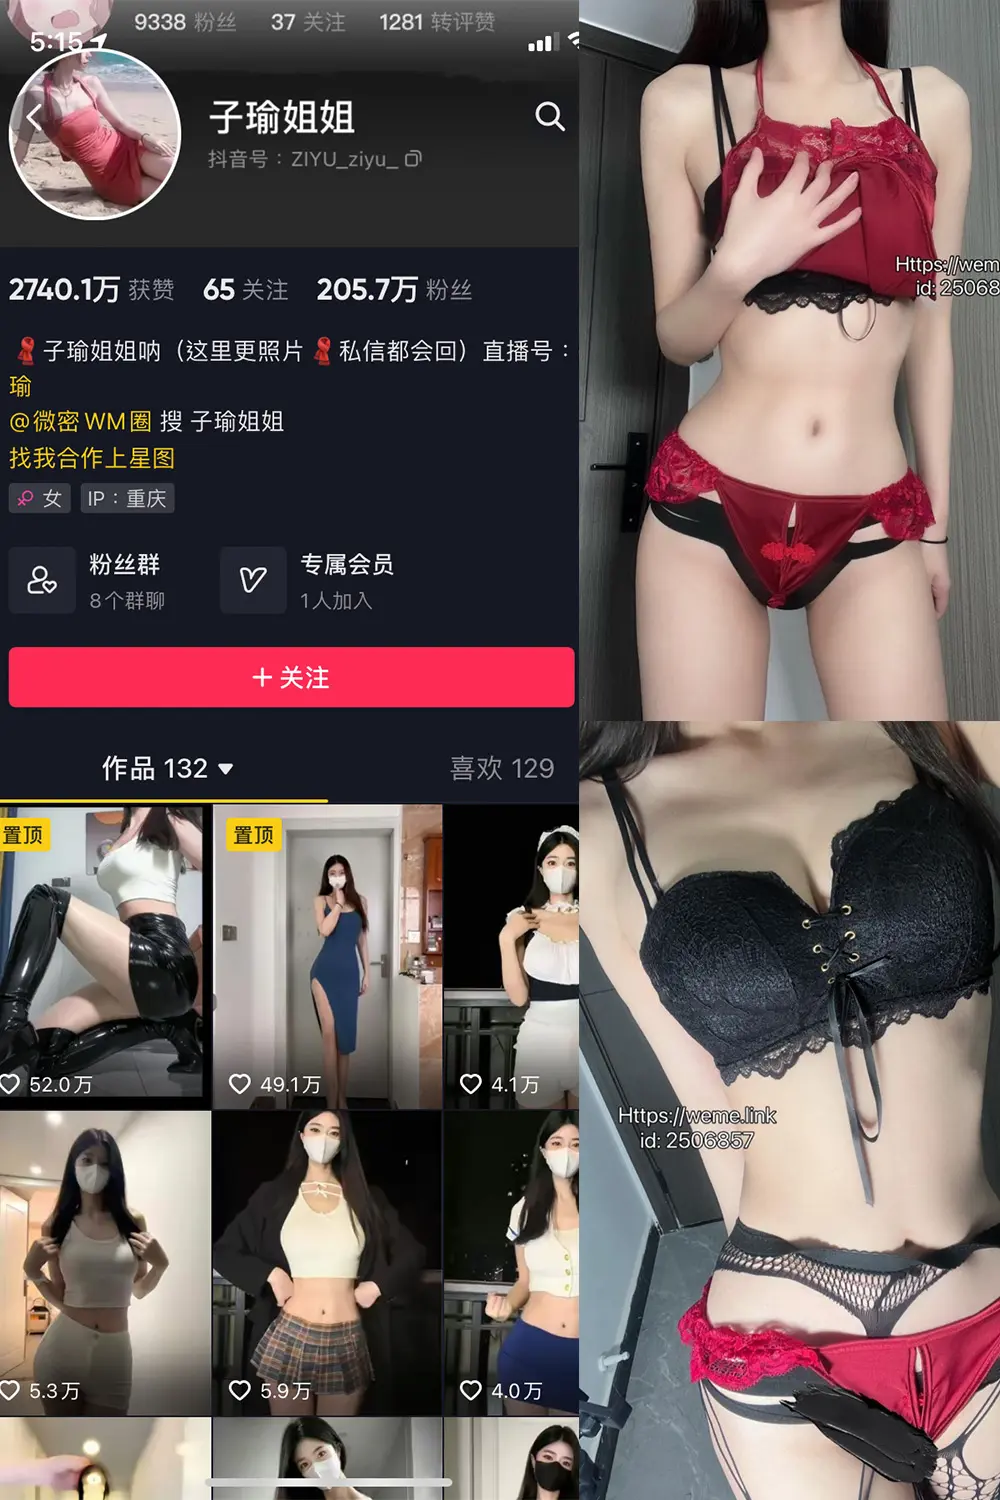 9338 粉丝 37 关注 1281 转评赞
5:15
子瑜姐姐
抖音号：ZIYU_ziyu_
2740.1万 获赞 65 关注 205.7万 粉丝
子瑜姐姐呐（这里更照片 私信都会回）直播号：
瑜
@微密 WM圈 搜 子瑜姐姐
找我合作上星图
女 IP：重庆
粉丝群
8个群聊
专属会员
1人加入
+ 关注
作品 132
喜欢 129
置顶
置顶
52.0万
49.1万
4.1万
5.3万
5.9万
4.0万
Https://wem
id: 25068
Https://weme.link
id: 2506857